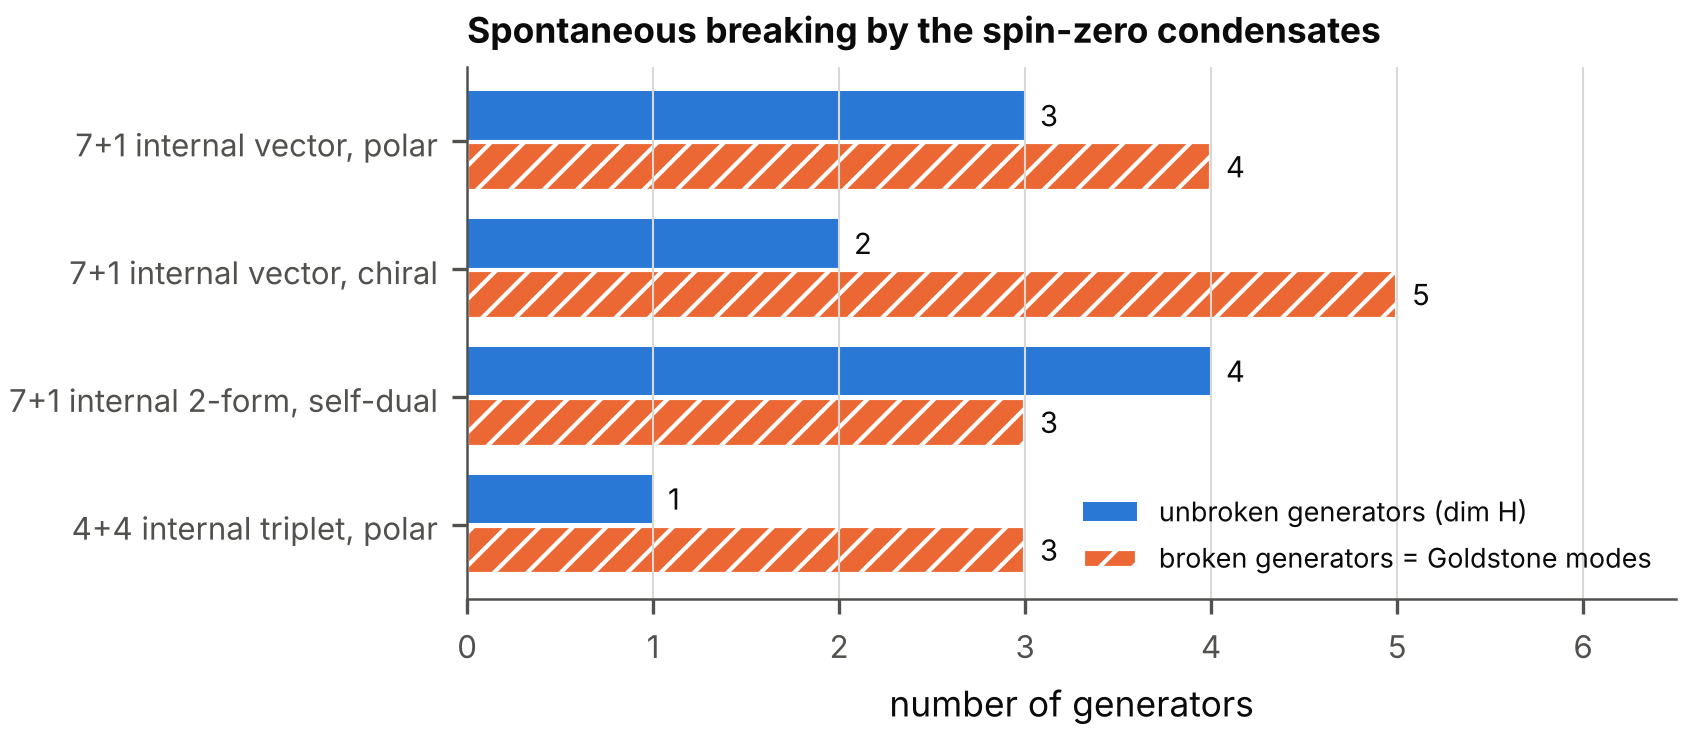 Spontaneous breaking by the spin-zero condensates
7+1 internal vector, polar
3
4
7+1 internal vector, chiral
2
5
7+1 internal 2-form, self-dual
4
3
4+4 internal triplet, polar
1
3
unbroken generators (dim H)
broken generators = Goldstone modes
0 1 2 3 4 5 6
number of generators